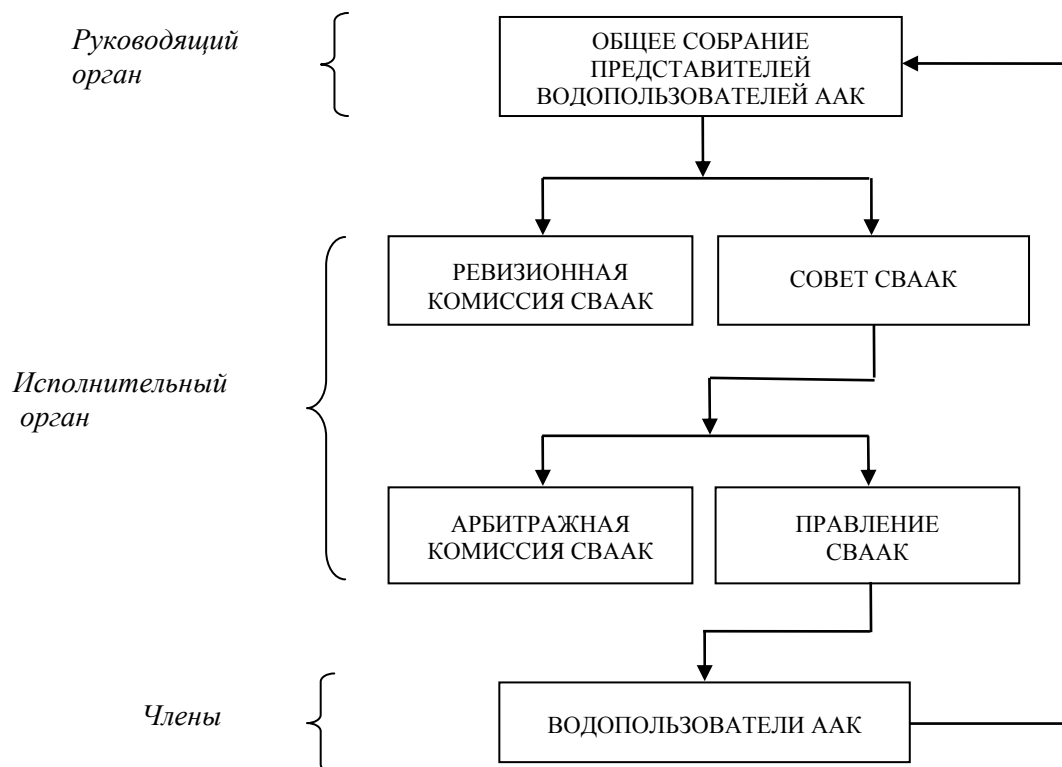 Руководящий
орган
ОБЩЕЕ СОБРАНИЕ
ПРЕДСТАВИТЕЛЕЙ
ВОДОПОЛЬЗОВАТЕЛЕЙ ААК
РЕВИЗИОННАЯ
КОМИССИЯ СВААК
СОВЕТ СВААК
Исполнительный
орган
АРБИТРАЖНАЯ
КОМИССИЯ СВААК
ПРАВЛЕНИЕ
СВААК
Члены
ВОДОПОЛЬЗОВАТЕЛИ ААК